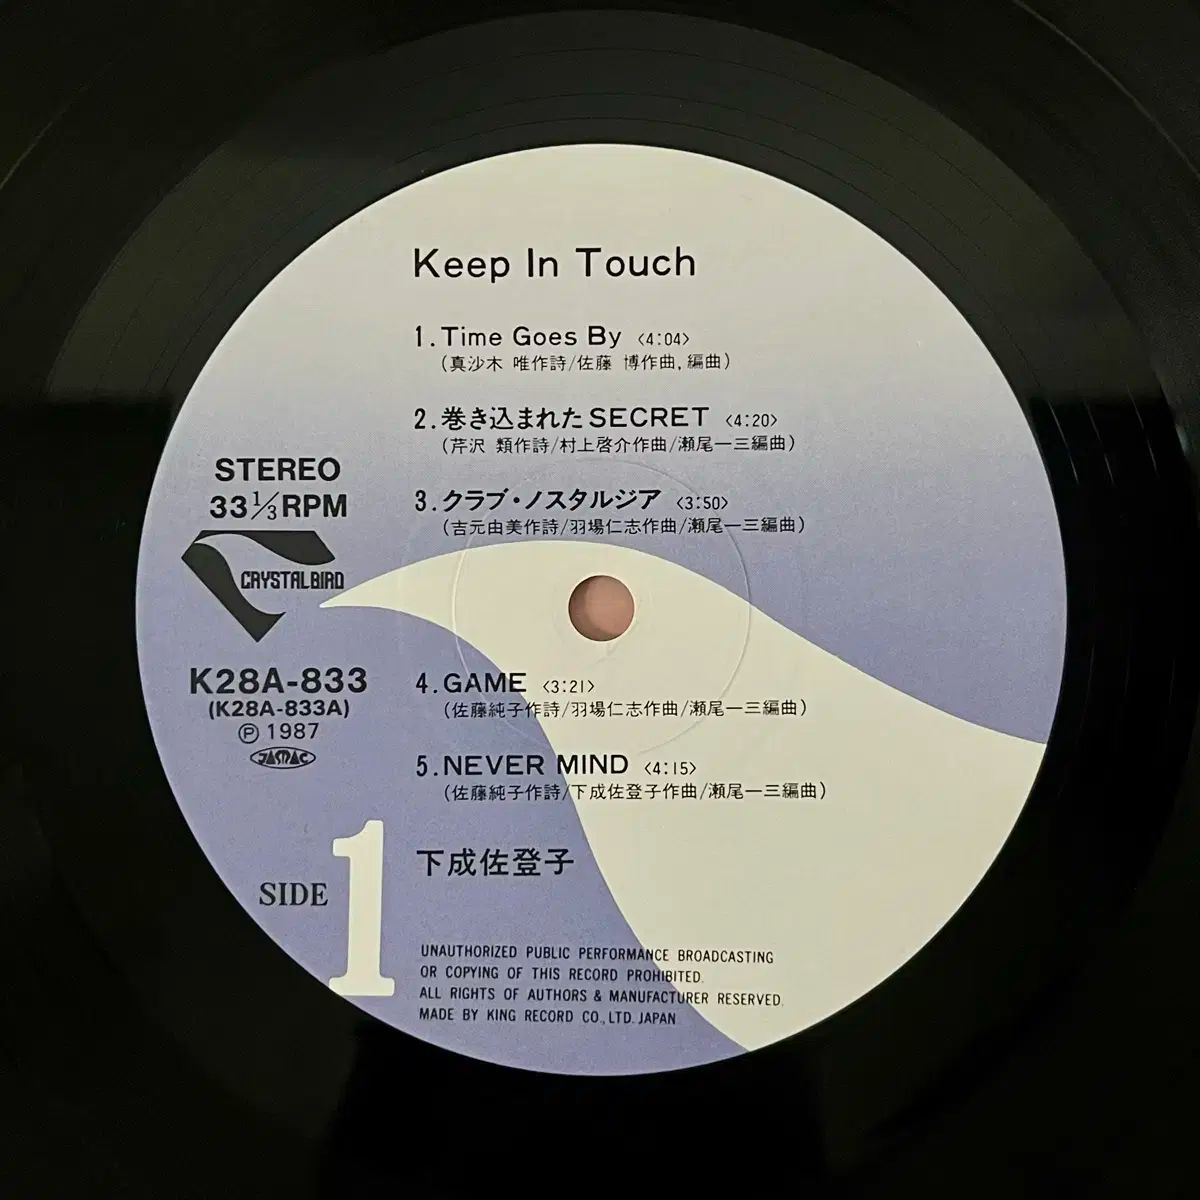 Keep In Touch
1. Time Goes By 〈4:04〉
(真沙木 唯作詩/佐藤 博作曲,編曲)
2. 巻き込まれたSECRET 〈4:20〉
(芹沢 類作詩/村上啓介作曲/瀬尾一三編曲)
3. クラブ・ノスタルジア 〈3:50〉
(吉元由美作詩/羽場仁志作曲/瀬尾一三編曲)
STEREO
33 1/3 RPM
CRYSTAL BIRD
K28A-833
(K28A-833A)
Ⓟ 1987
JASRAC
4. GAME 〈3:21〉
(佐藤純子作詩/羽場仁志作曲/瀬尾一三編曲)
5. NEVER MIND 〈4:15〉
(佐藤純子作詩/下成佐登子作曲/瀬尾一三編曲)
下成佐登子
SIDE 1
UNAUTHORIZED PUBLIC PERFORMANCE BROADCASTING
OR COPYING OF THIS RECORD PROHIBITED.
ALL RIGHTS OF AUTHORS & MANUFACTURER RESERVED.
MADE BY KING RECORD CO., LTD. JAPAN